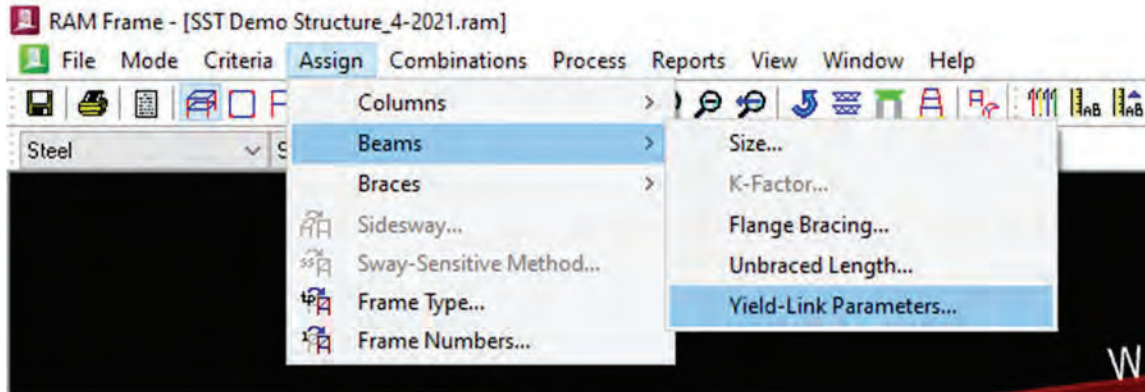 RAM Frame - [SST Demo Structure_4-2021.ram]
File Mode Criteria Assign Combinations Process Reports View Window Help
Steel
Columns
Beams
Braces
Sidesway...
Sway-Sensitive Method...
Frame Type...
Frame Numbers...
Size...
K-Factor...
Flange Bracing...
Unbraced Length...
Yield-Link Parameters...
W